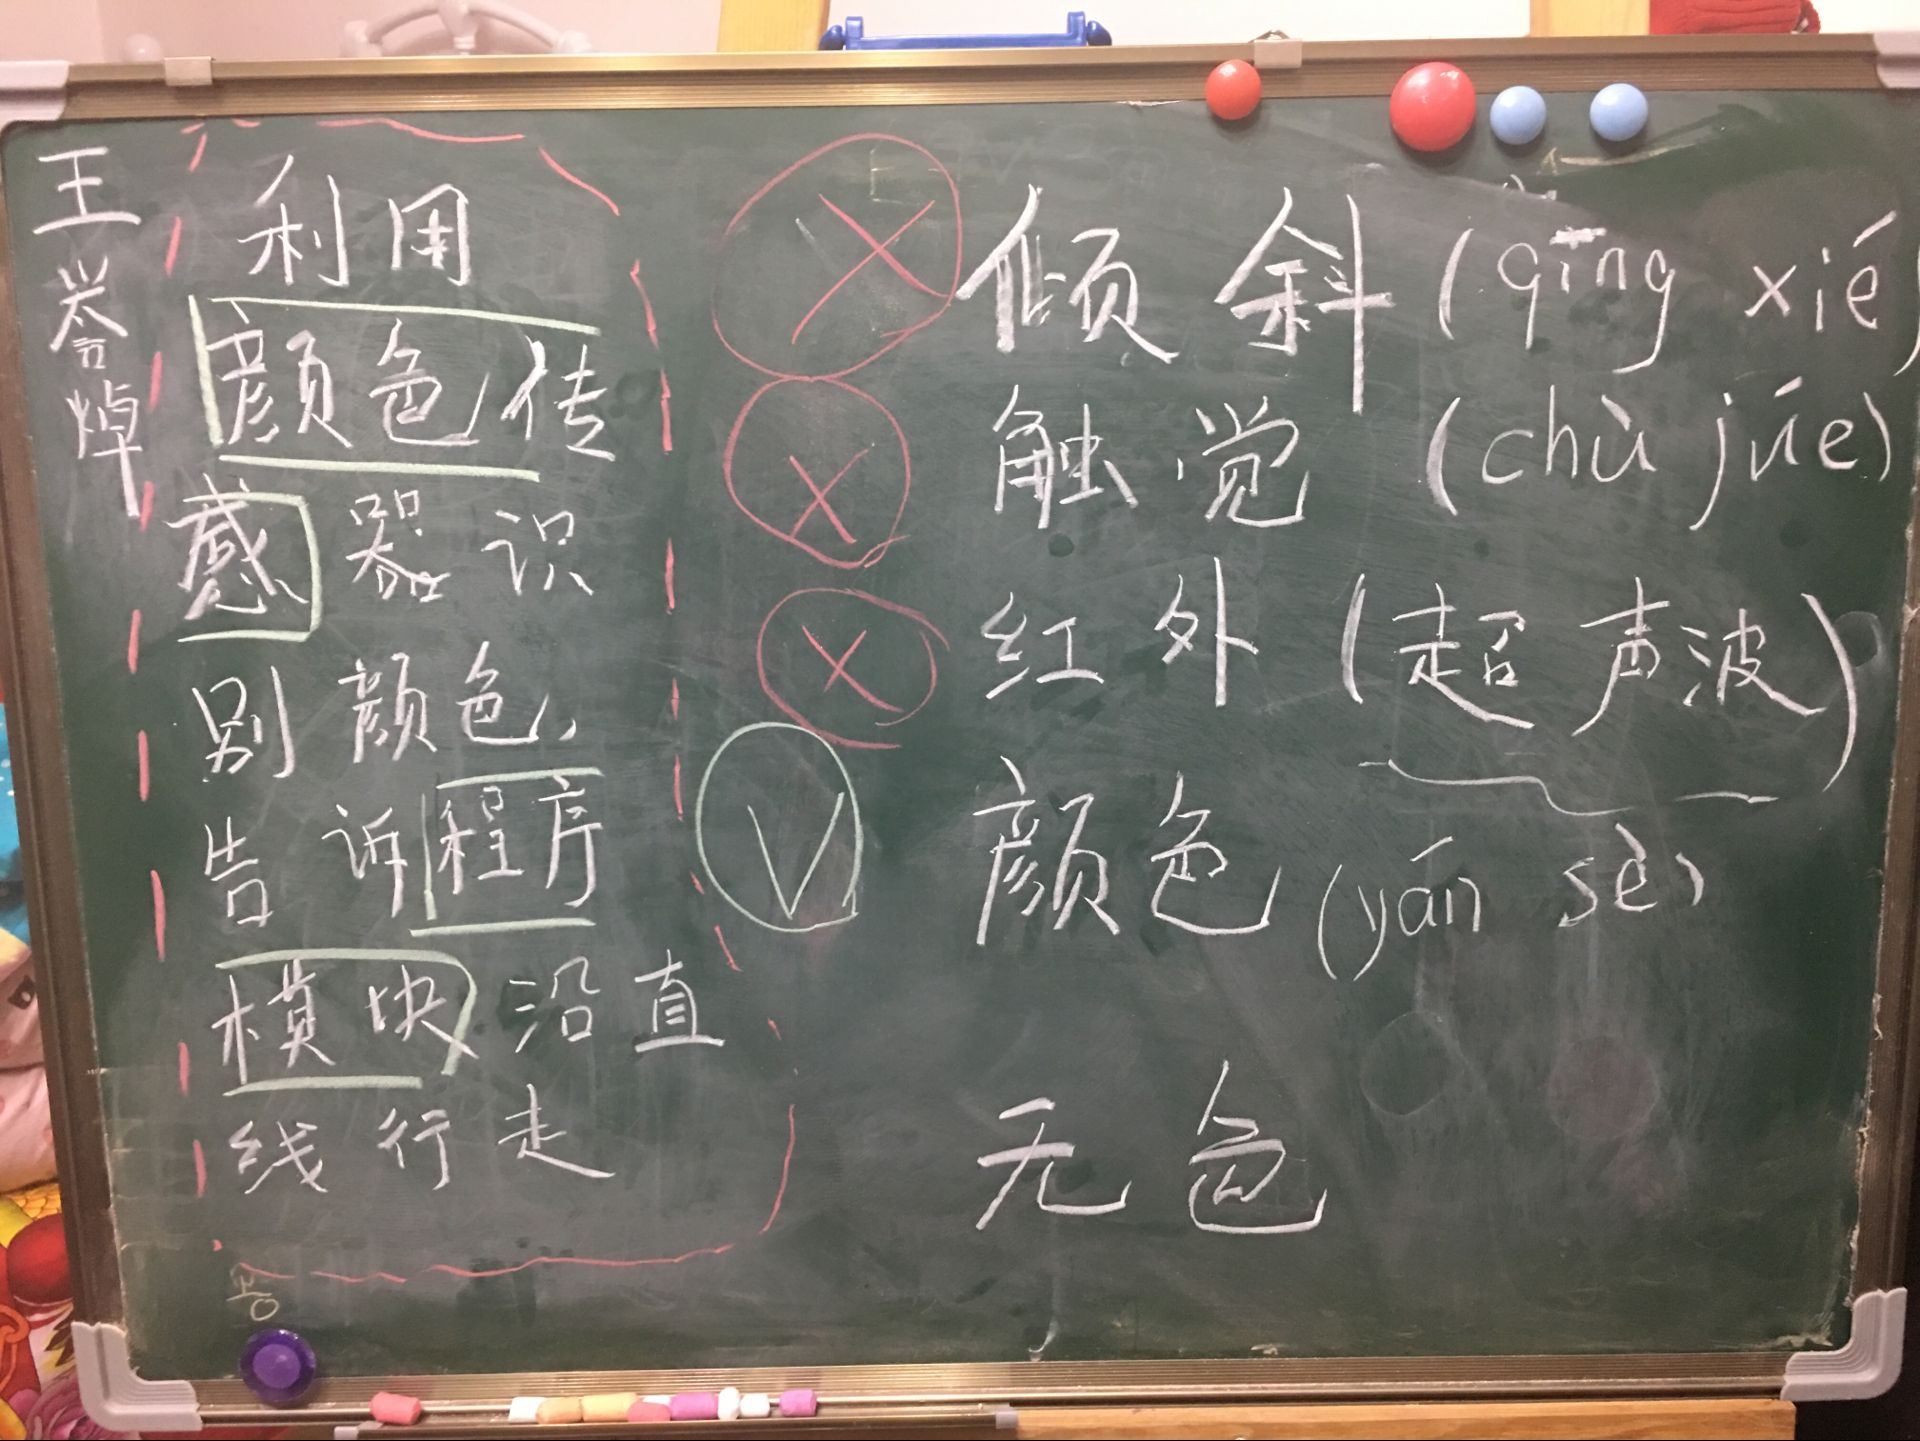 王誉焯
利用
颜色传
感器识
别颜色，
告诉程序
模块沿直
线行走
倾斜(qīng xié)
触觉(chù júe)
红外(超声波)
颜色(yán sè)
无色